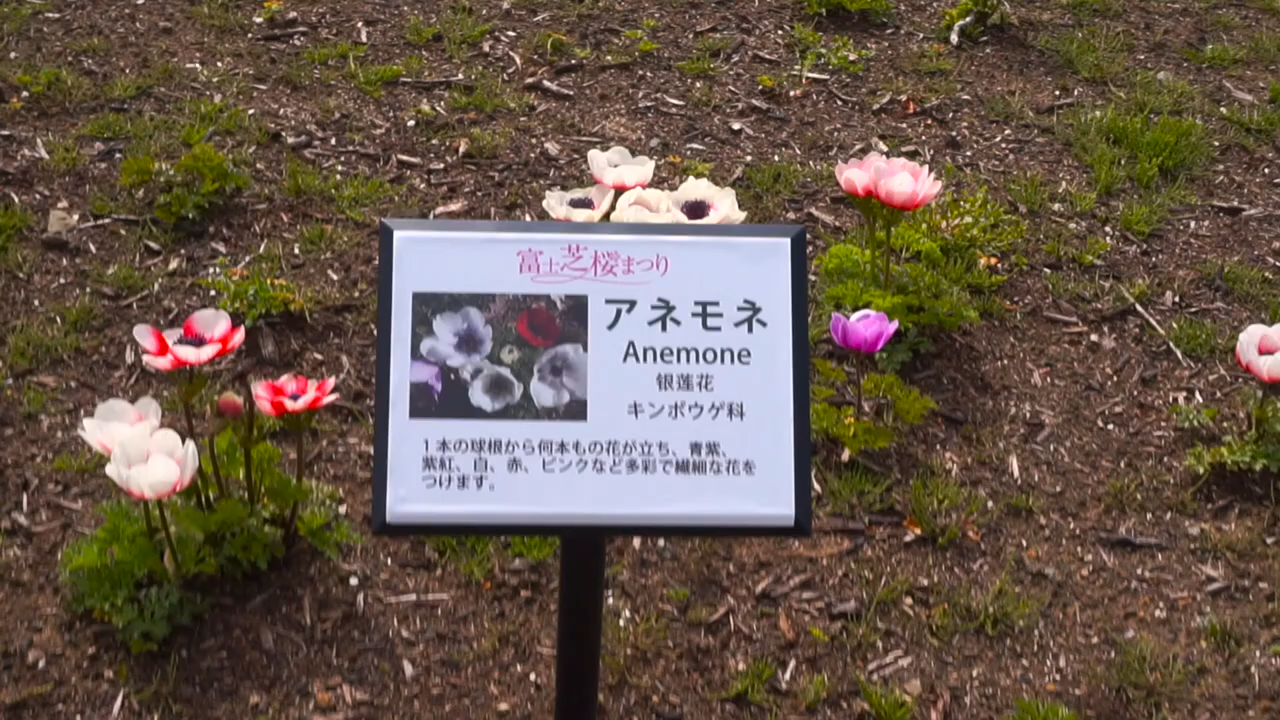 富士芝桜まつり
アネモネ
Anemone
银莲花
キンポウゲ科
1本の球根から何本もの花が立ち、青紫、
紫紅、白、赤、ピンクなど多彩で繊細な花を
つけます。